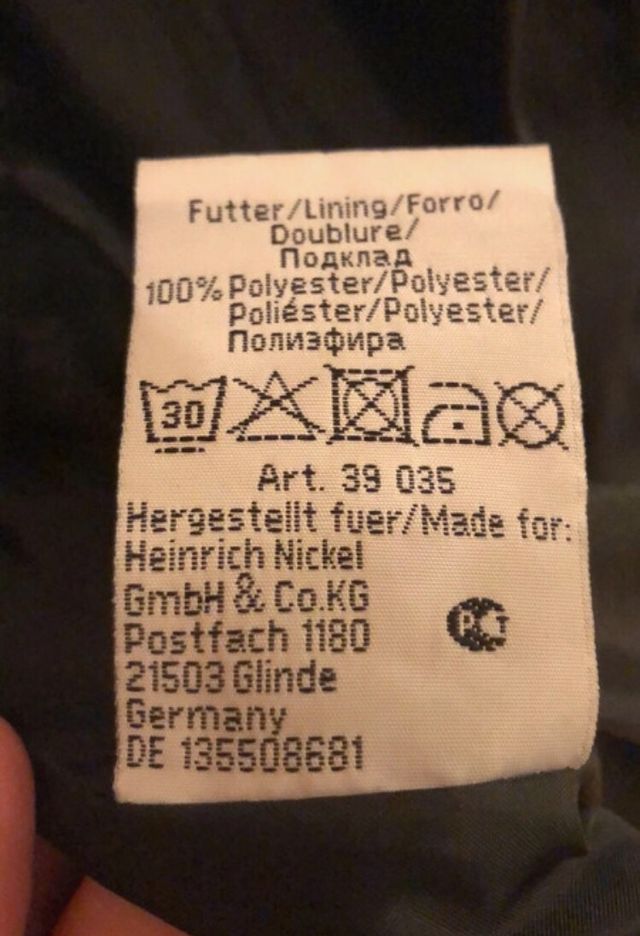 Futter/Lining/Forro/
Doublure/
Подклад
100% Polyester/Polyester/
Poliéster/Polyester/
Полиэфира
30
Art. 39 035
Hergestellt fuer/Made for:
Heinrich Nickel
GmbH & Co.KG
Postfach 1180
PCT
21503 Glinde
Germany
DE 135508681